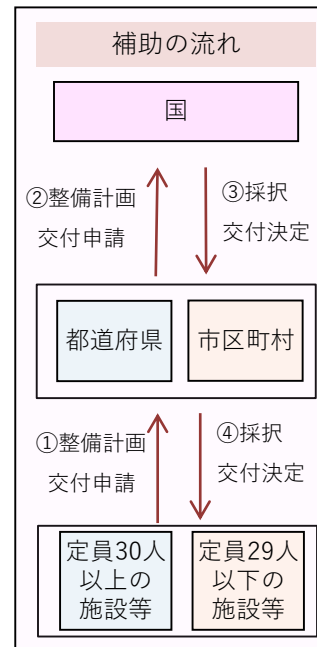 補助の流れ
国
②整備計画
交付申請
③採択
交付決定
都道府県
市区町村
①整備計画
交付申請
④採択
交付決定
定員30人
以上の
施設等
定員29人
以下の
施設等